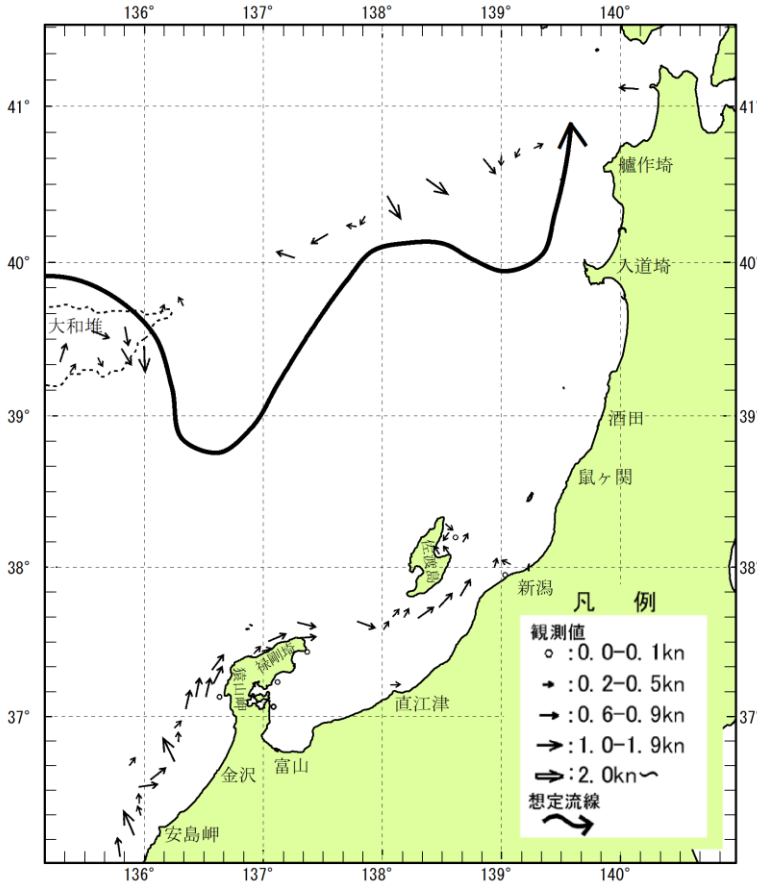 136° 137° 138° 139° 140°
41° 41°
艫作埼
40° 入道埼 40°
大和堆
39° 酒田 39°
鼠ヶ関
佐渡島
38° 新潟 38°
凡 例
観測値
:0.0-0.1kn
:0.2-0.5kn
:0.6-0.9kn
:1.0-1.9kn
:2.0kn〜
想定流線
禄剛埼
猿山岬
37° 直江津 37°
富山
金沢
安島岬
136° 137° 138° 139° 140°